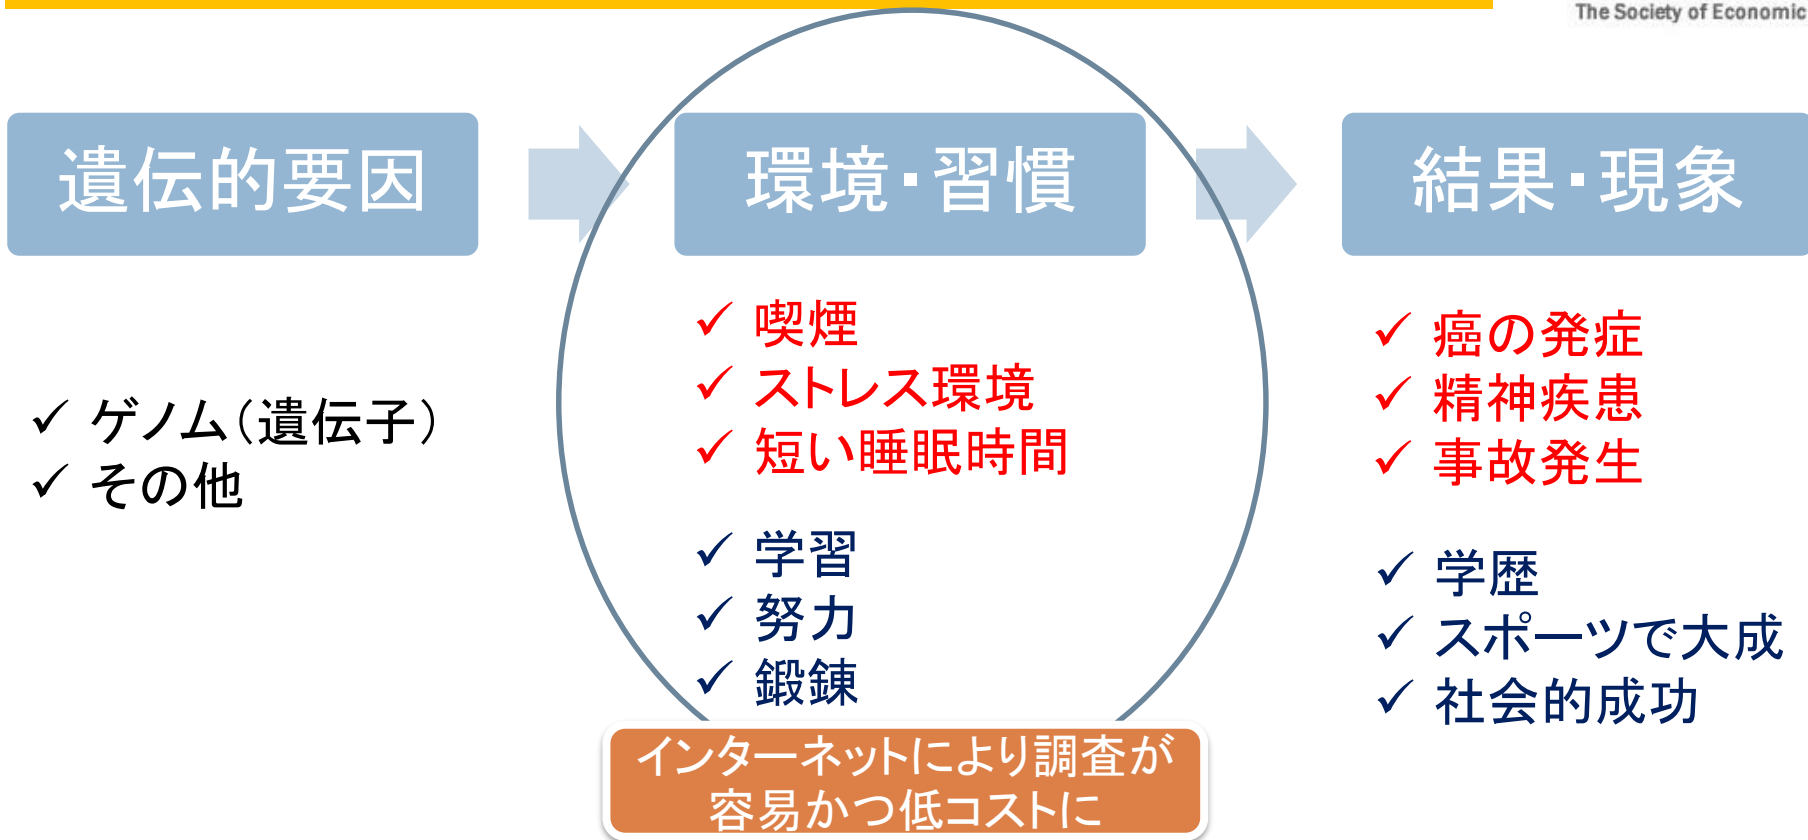 The Society of Economic
遺伝的要因
環境・習慣
結果・現象
ゲノム（遺伝子）
その他
喫煙
ストレス環境
短い睡眠時間
学習
努力
鍛錬
癌の発症
精神疾患
事故発生
学歴
スポーツで大成
社会的成功
インターネットにより調査が
容易かつ低コストに